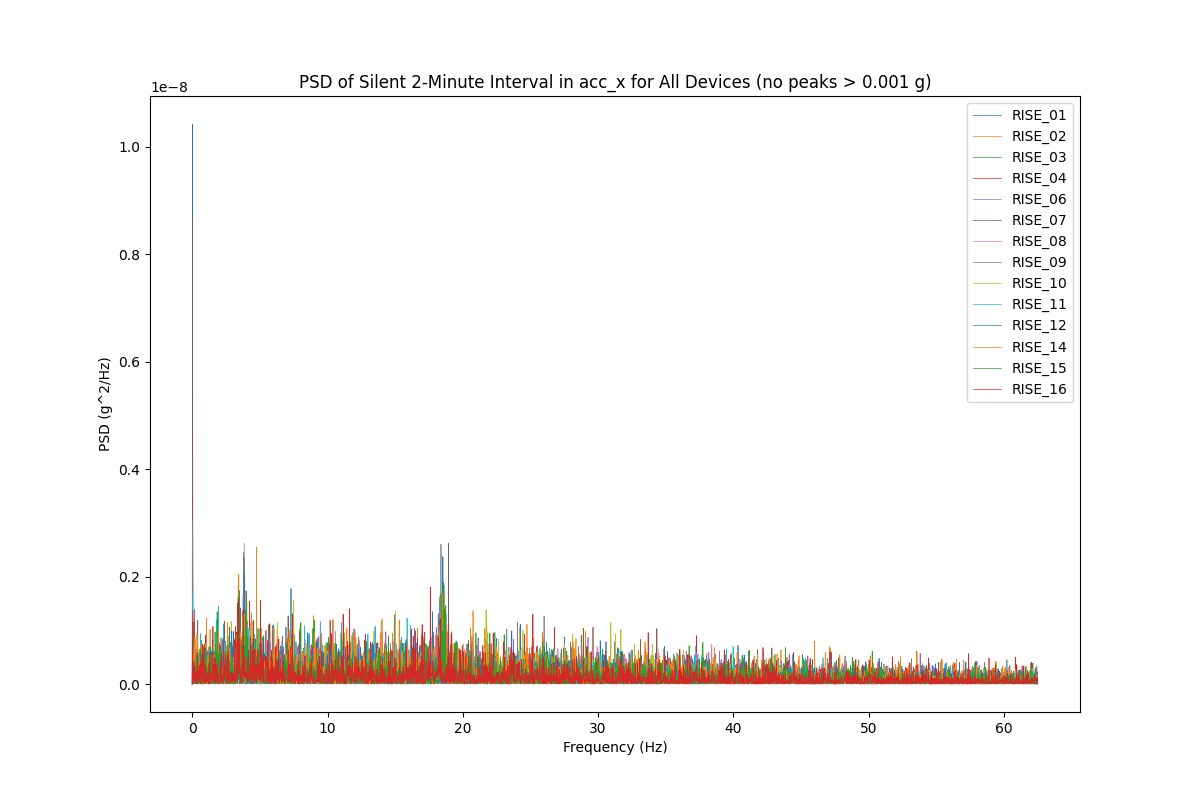 PSD of Silent 2-Minute Interval in acc_x for All Devices (no peaks > 0.001 g)
1e−8
1.0
0.8
0.6
0.4
0.2
0.0
PSD (g^2/Hz)
0 10 20 30 40 50 60
Frequency (Hz)
RISE_01
RISE_02
RISE_03
RISE_04
RISE_06
RISE_07
RISE_08
RISE_09
RISE_10
RISE_11
RISE_12
RISE_14
RISE_15
RISE_16